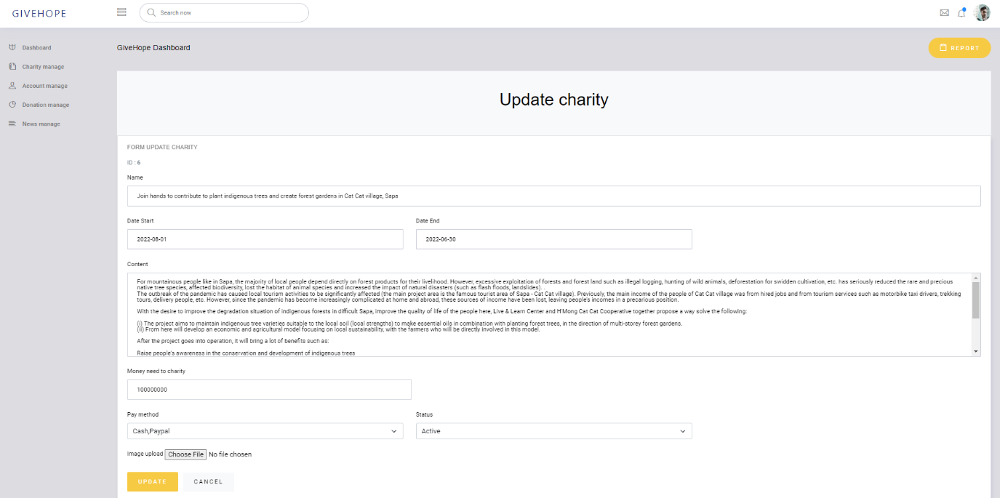 GIVEHOPE
Search now
Dashboard
Charity manage
Account manage
Donation manage
News manage
GiveHope Dashboard
REPORT
Update charity
FORM UPDATE CHARITY
ID : 6
Name
Join hands to contribute to plant indigenous trees and create forest gardens in Cat Cat village, Sapa
Date Start
Date End
2022-08-01
2022-06-30
Content
For mountainous people like in Sapa, the majority of local people depend directly on forest products for their livelihood. However, excessive exploitation of forests and forest land such as illegal logging, hunting of wild animals, deforestation for swidden cultivation, etc. has seriously reduced the rare and precious
native tree species, affected biodiversity, lost the habitat of animal species and increased the impact of natural disasters (such as flash floods, landslides). .
The outbreak of the pandemic has caused local tourism activities to be significantly affected (the main project area is the famous tourist area of Sapa - Cat Cat village). Previously, the main income of the people of Cat Cat village was from hired jobs and from tourism services such as motorbike taxi drivers, trekking
tours, delivery people, etc. However, since the pandemic has become increasingly complicated at home and abroad, these sources of income have been lost, leaving people's incomes in a precarious position.
With the desire to improve the degradation situation of indigenous forests in difficult Sapa, improve the quality of life of the people here, Live & Learn Center and H'Mong Cat Cat Cooperative together propose a way solve the following:
(i) The project aims to maintain indigenous tree varieties suitable to the local soil (local strengths) to make essential oils in combination with planting forest trees, in the direction of multi-storey forest gardens.
(ii) From here will develop an economic and agricultural model focusing on local sustainability, with the farmers who will be directly involved in this model.
After the project goes into operation, it will bring a lot of benefits such as:
Raise people's awareness in the conservation and development of indigenous trees
Money need to charity
100000000
Pay method
Status
Cash,Paypal
Active
Image upload Choose File No file chosen
UPDATE
CANCEL